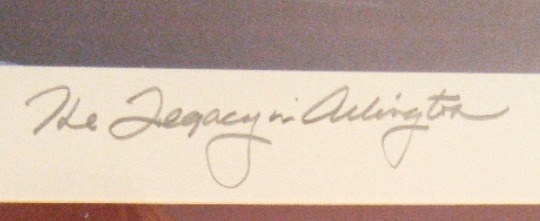 The Legacy in Arlington